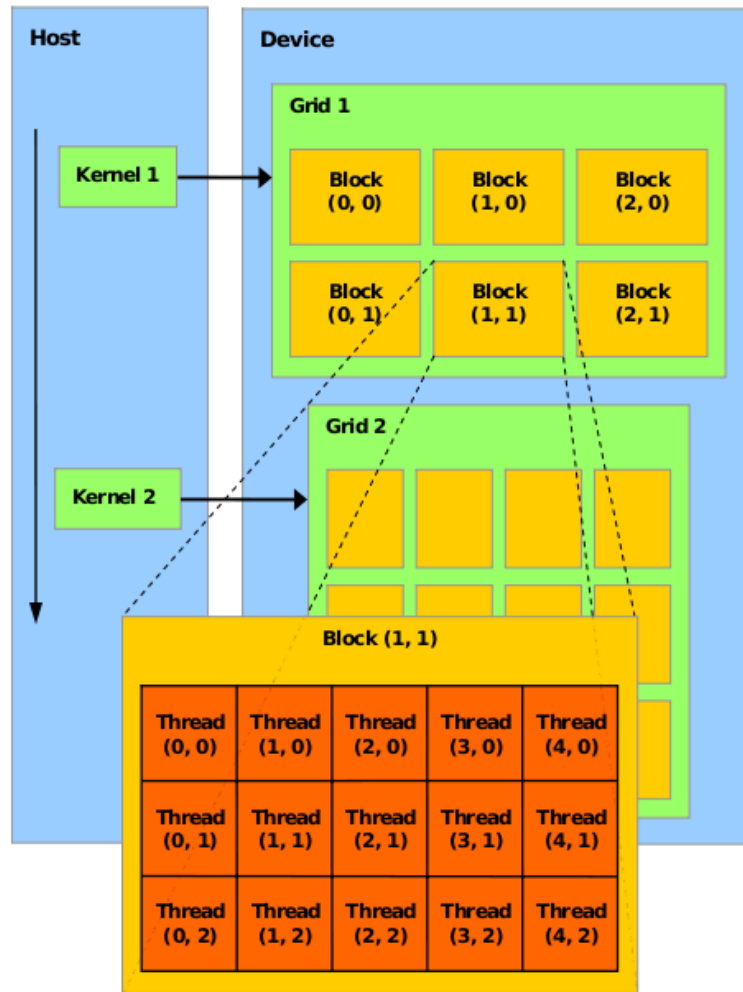 Host
Device
Grid 1
Kernel 1
Block
(0, 0)
Block
(1, 0)
Block
(2, 0)
Block
(0, 1)
Block
(1, 1)
Block
(2, 1)
Grid 2
Kernel 2
Block (1, 1)
Thread
(0, 0)
Thread
(1, 0)
Thread
(2, 0)
Thread
(3, 0)
Thread
(4, 0)
Thread
(0, 1)
Thread
(1, 1)
Thread
(2, 1)
Thread
(3, 1)
Thread
(4, 1)
Thread
(0, 2)
Thread
(1, 2)
Thread
(2, 2)
Thread
(3, 2)
Thread
(4, 2)